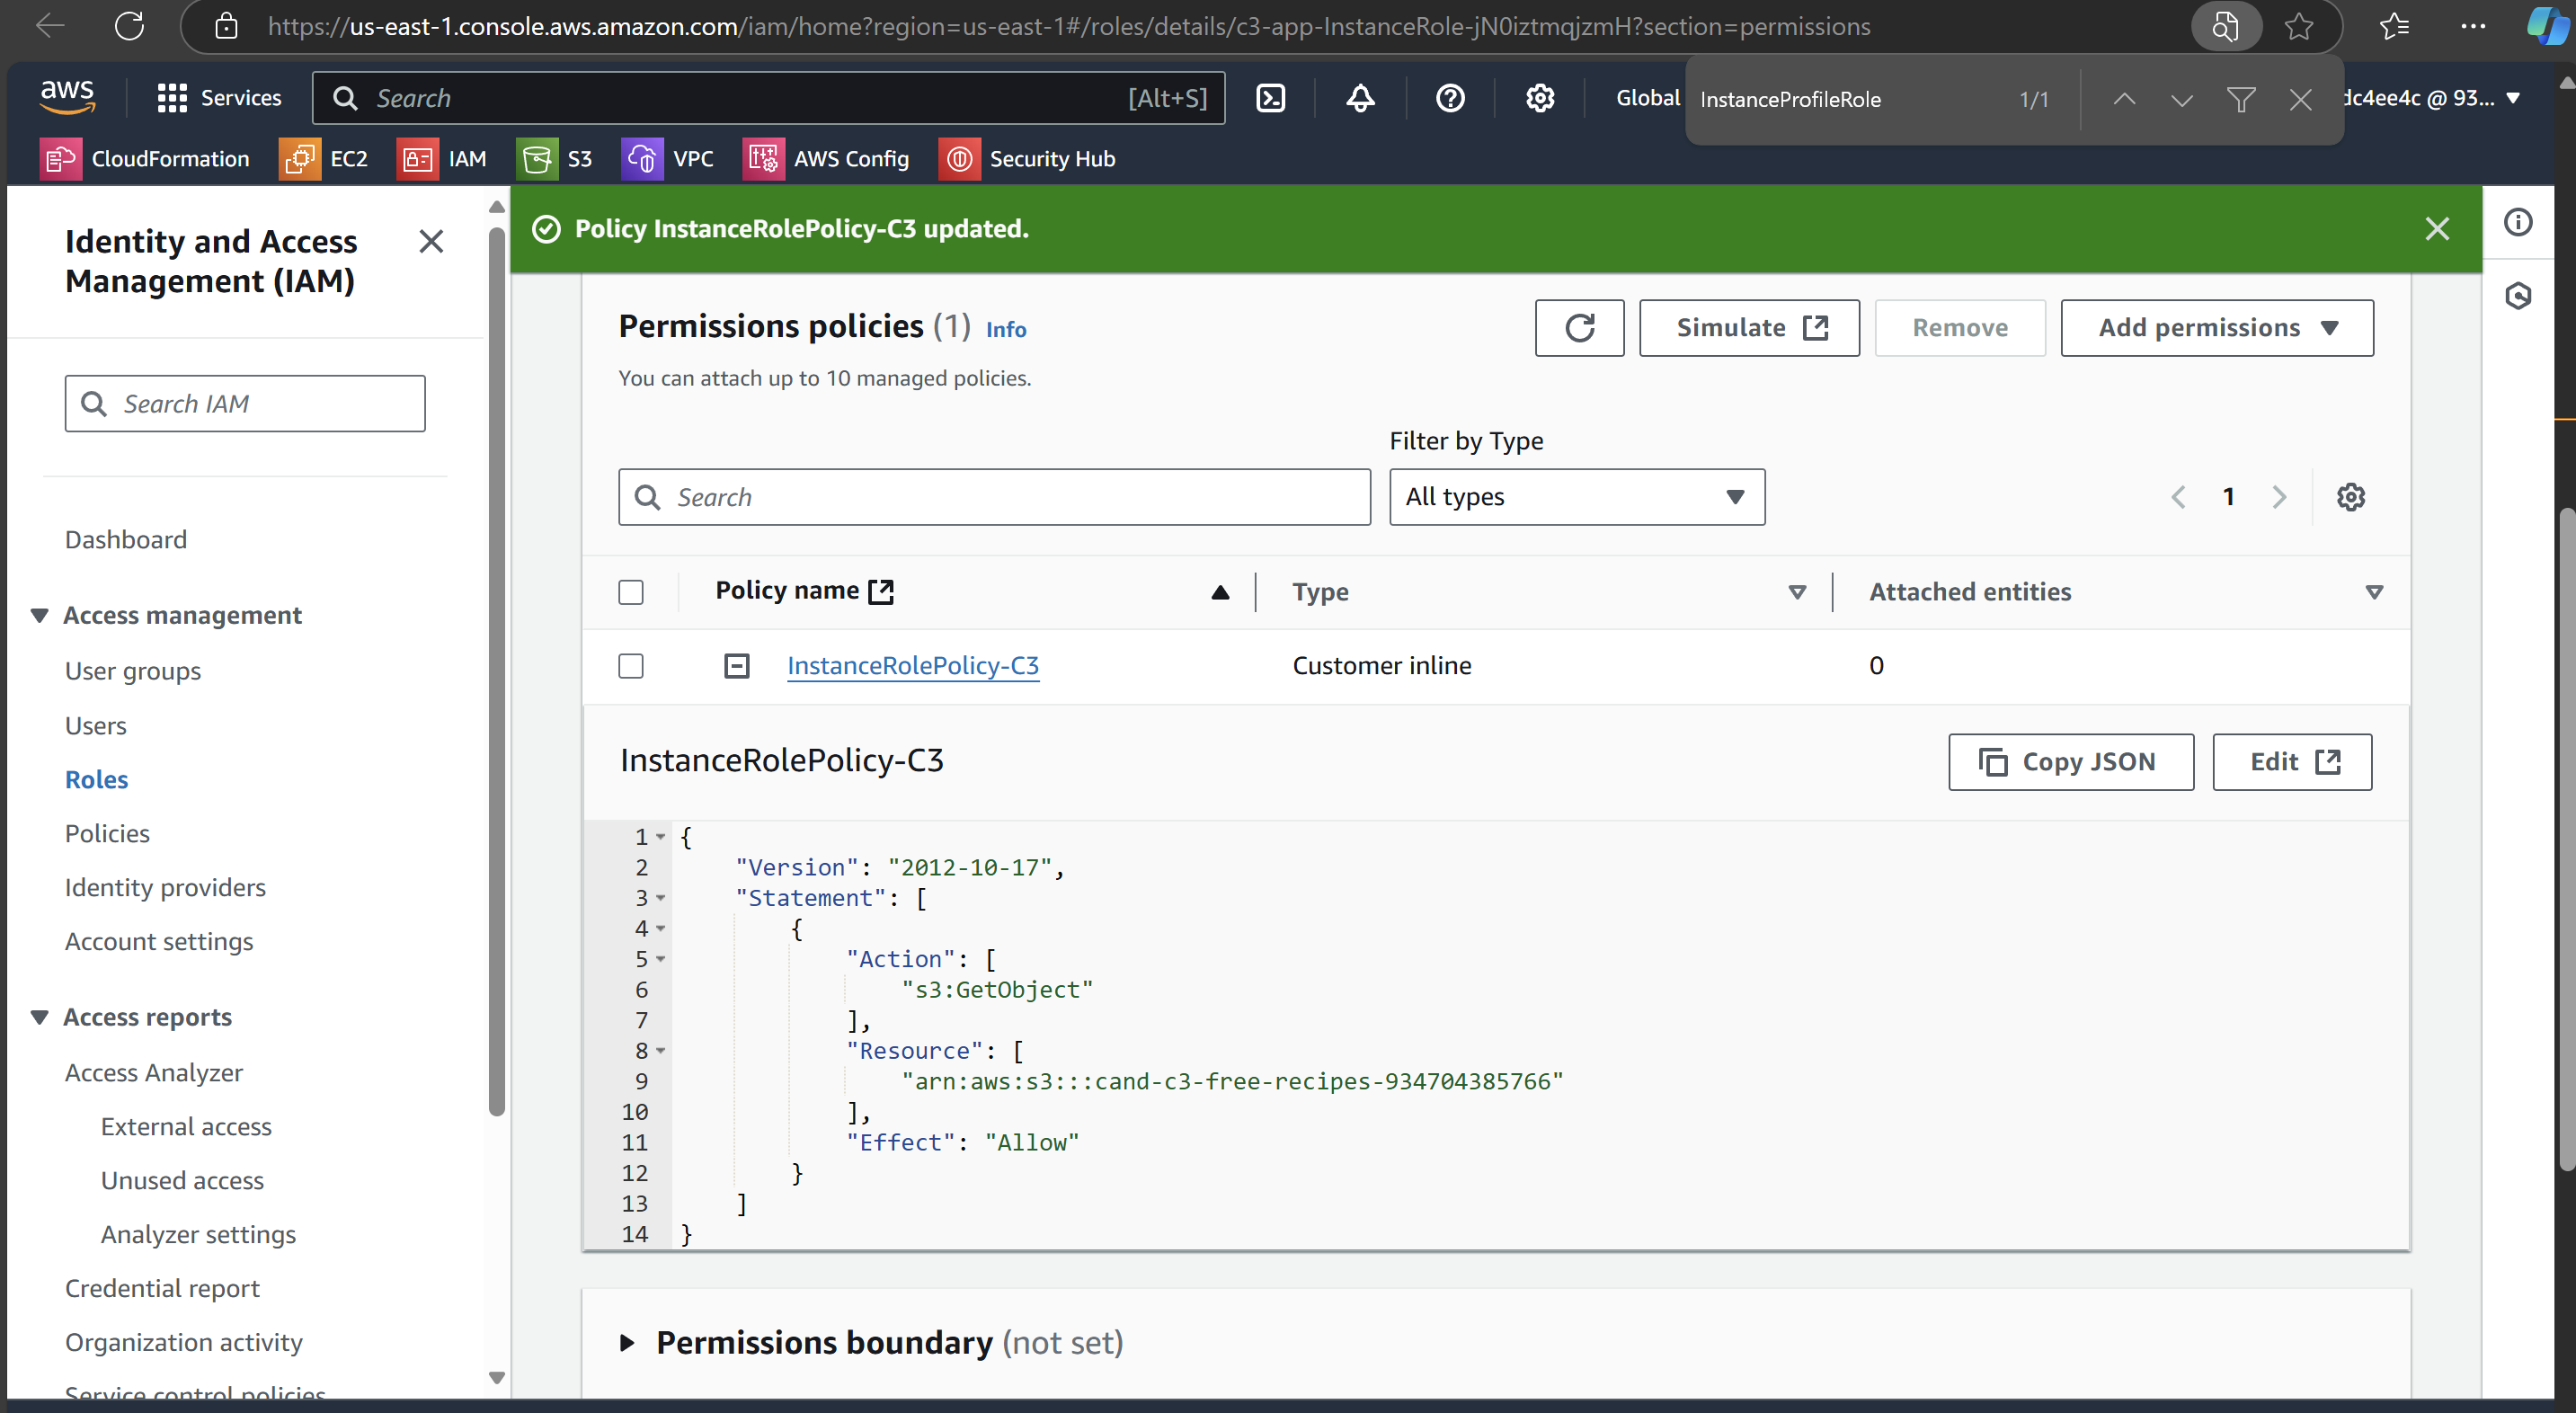 https://us-east-1.console.aws.amazon.com/iam/home?region=us-east-1#/roles/details/c3-app-InstanceRole-jN0iztmqjzmH?section=permissions
aws
Services
Search
[Alt+S]
Global
InstanceProfileRole
1/1
dc4ee4c @ 93...
CloudFormation
EC2
IAM
S3
VPC
AWS Config
Security Hub
Identity and Access
Management (IAM)
Search IAM
Dashboard
Access management
User groups
Users
Roles
Policies
Identity providers
Account settings
Access reports
Access Analyzer
External access
Unused access
Analyzer settings
Credential report
Organization activity
Service control policies
Policy InstanceRolePolicy-C3 updated.
Permissions policies (1) Info
Simulate
Remove
Add permissions
You can attach up to 10 managed policies.
Filter by Type
Search
All types
1
Policy name
Type
Attached entities
InstanceRolePolicy-C3
Customer inline
0
InstanceRolePolicy-C3
Copy JSON
Edit
1 {
2 "Version": "2012-10-17",
3 "Statement": [
4 {
5 "Action": [
6 "s3:GetObject"
7 ],
8 "Resource": [
9 "arn:aws:s3:::cand-c3-free-recipes-934704385766"
10 ],
11 "Effect": "Allow"
12 }
13 ]
14 }
Permissions boundary (not set)